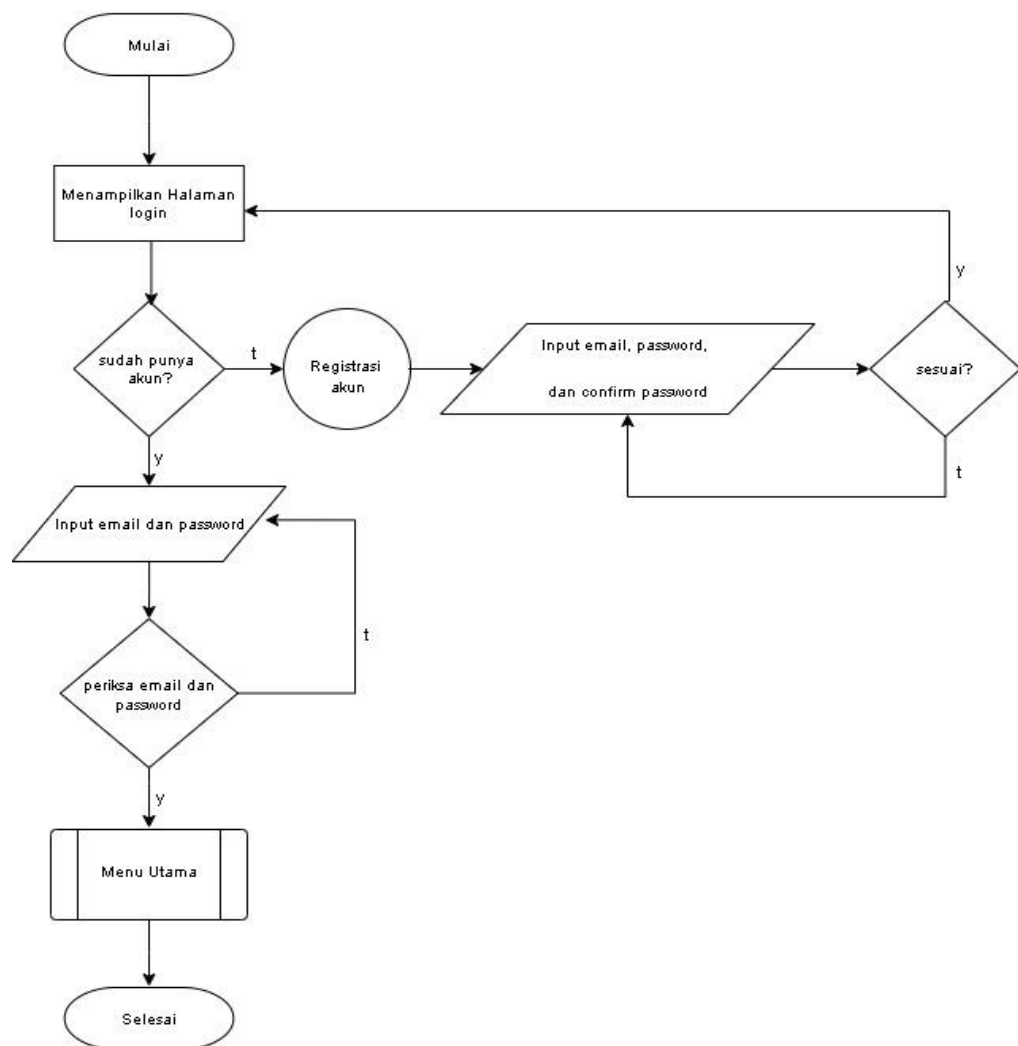 Mulai
Menampilkan Halaman
login
y
sudah punya
akun?
t
Registrasi
akun
Input email, password,
dan confirm password
sesuai?
t
y
Input email dan password
t
periksa email dan
password
y
Menu Utama
Selesai